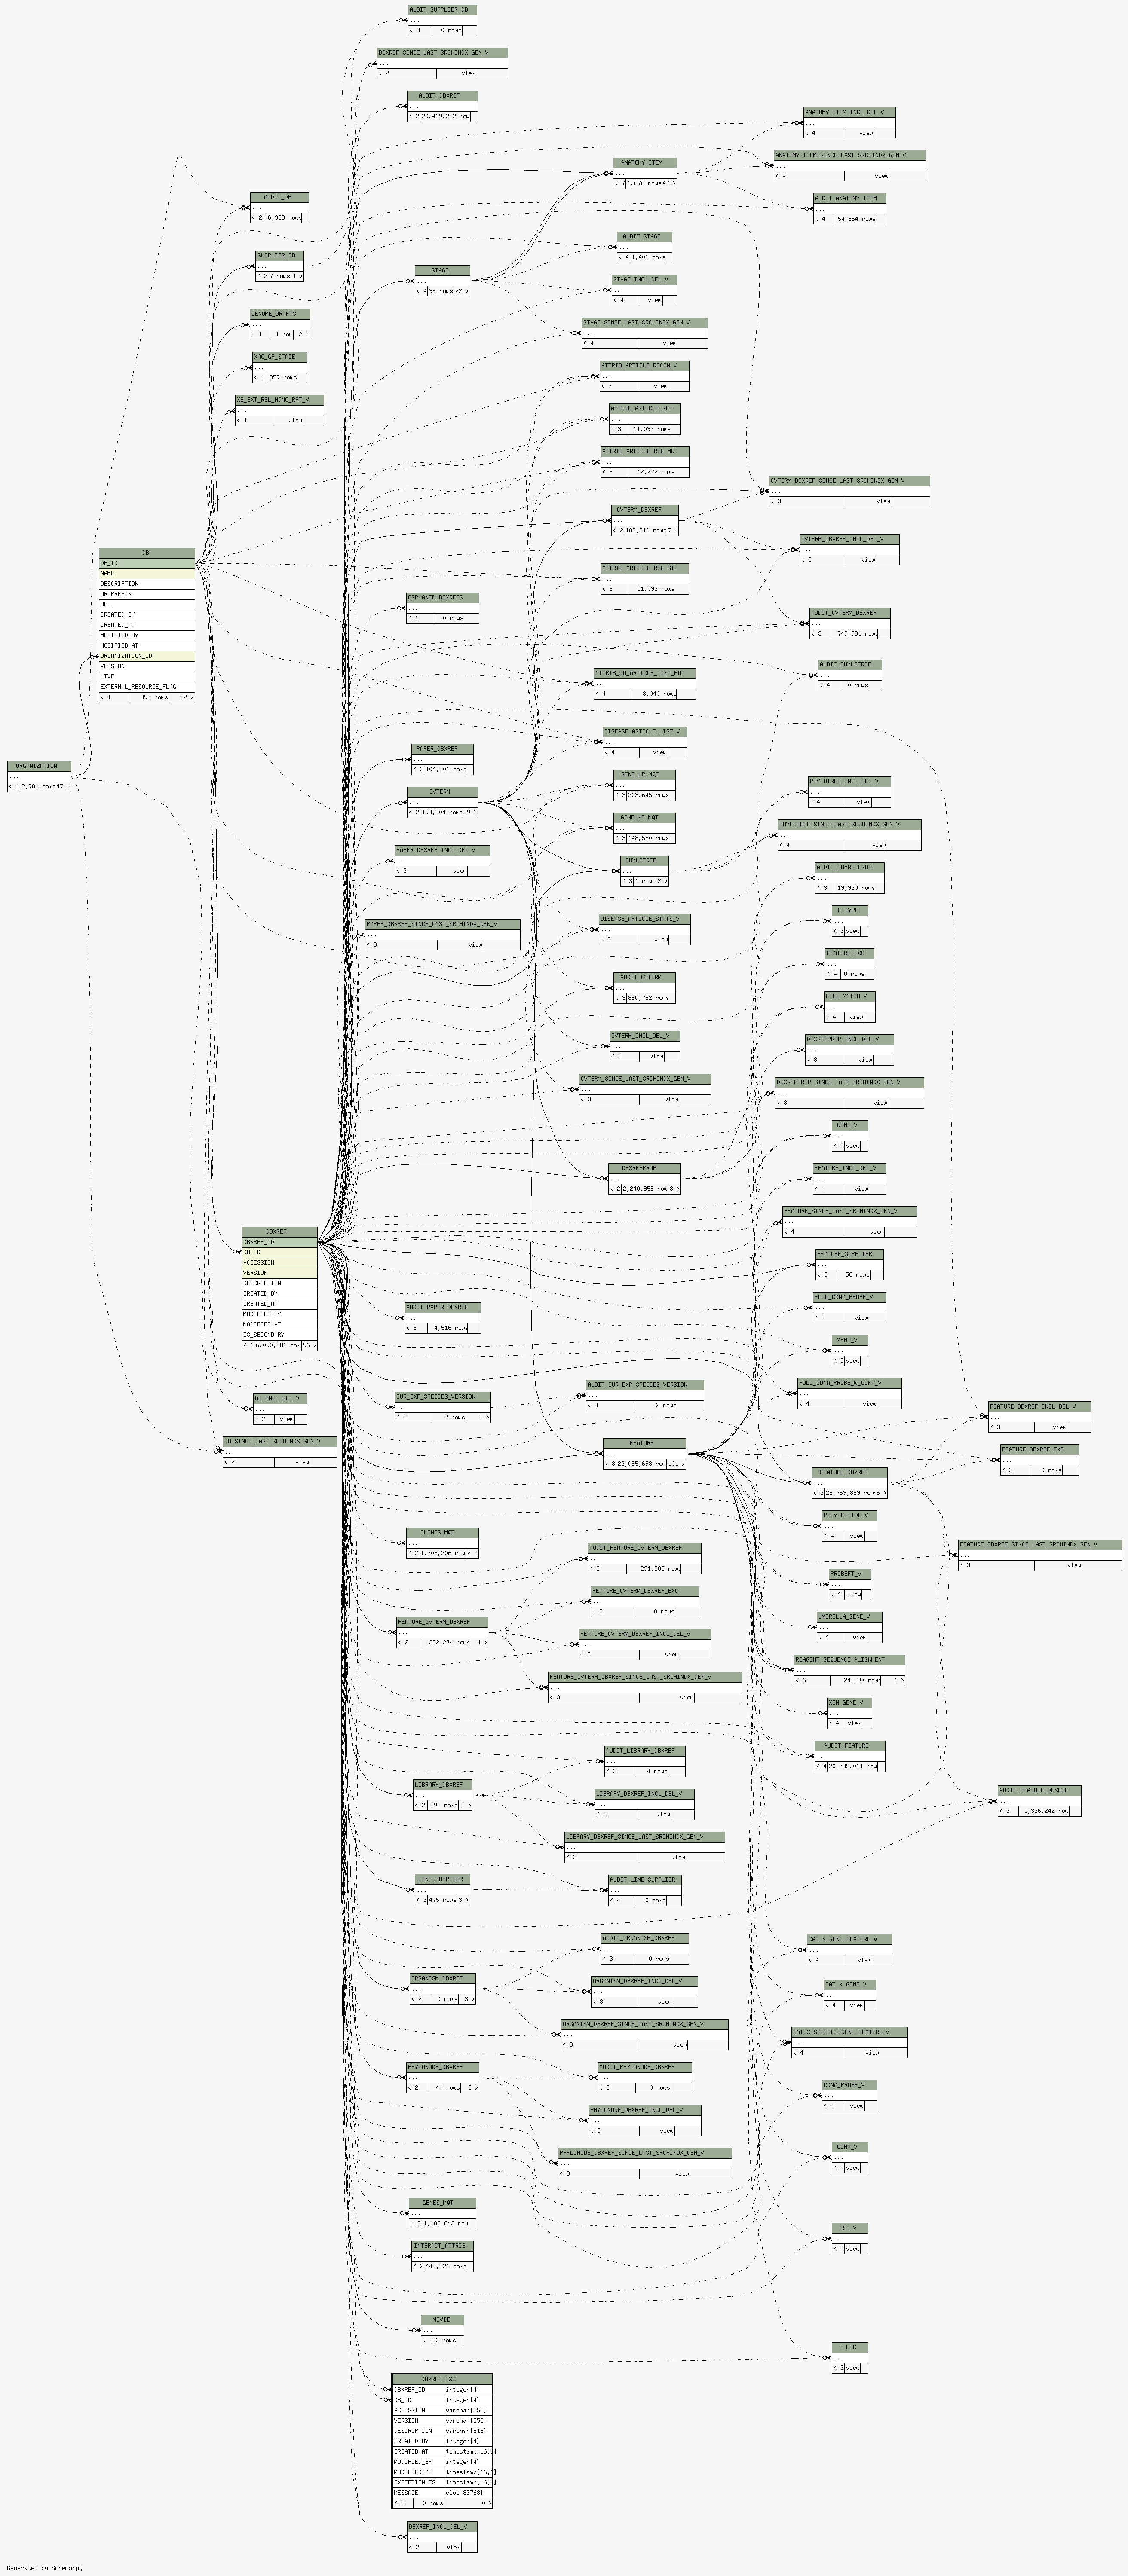 AUDIT_SUPPLIER_DB
...
< 3 0 rows
DBXREF_SINCE_LAST_SRCHINDX_GEN_V
...
< 2 view
AUDIT_DBXREF
...
< 2 20,469,212 row
ANATOMY_ITEM_INCL_DEL_V
...
< 4 view
ANATOMY_ITEM_SINCE_LAST_SRCHINDX_GEN_V
...
< 4 view
ANATOMY_ITEM
...
< 7 1,676 rows 47 >
AUDIT_DB
...
< 2 46,989 rows
AUDIT_ANATOMY_ITEM
...
< 4 54,354 rows
AUDIT_STAGE
...
< 4 1,406 rows
SUPPLIER_DB
...
< 2 7 rows 1 >
STAGE
...
< 4 98 rows 22 >
STAGE_INCL_DEL_V
...
< 4 view
GENOME_DRAFTS
...
< 1 1 row 2 >
STAGE_SINCE_LAST_SRCHINDX_GEN_V
...
< 4 view
XAO_GP_STAGE
...
< 1 857 rows
ATTRIB_ARTICLE_RECON_V
...
< 3 view
XB_EXT_REL_HGNC_RPT_V
...
< 1 view
ATTRIB_ARTICLE_REF
...
< 3 11,093 rows
ATTRIB_ARTICLE_REF_MQT
...
< 3 12,272 rows
CVTERM_DBXREF_SINCE_LAST_SRCHINDX_GEN_V
...
< 3 view
CVTERM_DBXREF
...
< 2 188,310 rows 7 >
CVTERM_DBXREF_INCL_DEL_V
...
< 3 view
DB
DB_ID
NAME
DESCRIPTION
URLPREFIX
URL
CREATED_BY
CREATED_AT
MODIFIED_BY
MODIFIED_AT
ORGANIZATION_ID
VERSION
LIVE
EXTERNAL_RESOURCE_FLAG
< 1 395 rows 22 >
ATTRIB_ARTICLE_REF_STG
...
< 3 11,093 rows
ORPHANED_DBXREFS
...
< 1 0 rows
AUDIT_CVTERM_DBXREF
...
< 3 749,991 rows
AUDIT_PHYLOTREE
...
< 4 0 rows
ATTRIB_DO_ARTICLE_LIST_MQT
...
< 4 8,040 rows
DISEASE_ARTICLE_LIST_V
...
< 4 view
PAPER_DBXREF
...
< 3 104,806 rows
ORGANIZATION
...
< 1 2,700 rows 47 >
GENE_HP_MQT
...
< 3 203,645 rows
PHYLOTREE_INCL_DEL_V
...
< 4 view
CVTERM
...
< 2 193,904 rows 59 >
GENE_MP_MQT
...
< 3 148,580 rows
PHYLOTREE_SINCE_LAST_SRCHINDX_GEN_V
...
< 4 view
PAPER_DBXREF_INCL_DEL_V
...
< 3 view
PHYLOTREE
...
< 3 1 row 12 >
AUDIT_DBXREFPROP
...
< 3 19,920 rows
F_TYPE
...
< 3 view
PAPER_DBXREF_SINCE_LAST_SRCHINDX_GEN_V
...
< 3 view
DISEASE_ARTICLE_STATS_V
...
< 3 view
FEATURE_EXC
...
< 4 0 rows
AUDIT_CVTERM
...
< 3 850,782 rows
FULL_MATCH_V
...
< 4 view
CVTERM_INCL_DEL_V
...
< 3 view
DBXREFPROP_INCL_DEL_V
...
< 3 view
CVTERM_SINCE_LAST_SRCHINDX_GEN_V
...
< 3 view
DBXREFPROP_SINCE_LAST_SRCHINDX_GEN_V
...
< 3 view
GENE_V
...
< 4 view
DBXREFPROP
...
< 2 2,240,955 row 3 >
FEATURE_INCL_DEL_V
...
< 4 view
FEATURE_SINCE_LAST_SRCHINDX_GEN_V
...
< 4 view
DBXREF
DBXREF_ID
DB_ID
ACCESSION
VERSION
DESCRIPTION
CREATED_BY
CREATED_AT
MODIFIED_BY
MODIFIED_AT
IS_SECONDARY
< 1 6,090,986 row 96 >
FEATURE_SUPPLIER
...
< 3 56 rows
FULL_CDNA_PROBE_V
...
< 4 view
AUDIT_PAPER_DBXREF
...
< 3 4,516 rows
MRNA_V
...
< 5 view
FULL_CDNA_PROBE_W_CDNA_V
...
< 4 view
AUDIT_CUR_EXP_SPECIES_VERSION
...
< 3 2 rows
CUR_EXP_SPECIES_VERSION
...
< 2 2 rows 1 >
DB_INCL_DEL_V
...
< 2 view
FEATURE_DBXREF_INCL_DEL_V
...
< 3 view
DB_SINCE_LAST_SRCHINDX_GEN_V
...
< 2 view
FEATURE
...
< 3 22,095,693 row 101 >
FEATURE_DBXREF_EXC
...
< 3 0 rows
FEATURE_DBXREF
...
< 2 25,759,869 row 5 >
POLYPEPTIDE_V
...
< 4 view
CLONES_MQT
...
< 2 1,308,206 row 2 >
AUDIT_FEATURE_CVTERM_DBXREF
...
< 3 291,805 rows
FEATURE_DBXREF_SINCE_LAST_SRCHINDX_GEN_V
...
< 3 view
PROBEFT_V
...
< 4 view
FEATURE_CVTERM_DBXREF_EXC
...
< 3 0 rows
UMBRELLA_GENE_V
...
< 4 view
FEATURE_CVTERM_DBXREF
...
< 2 352,274 rows 4 >
FEATURE_CVTERM_DBXREF_INCL_DEL_V
...
< 3 view
REAGENT_SEQUENCE_ALIGNMENT
...
< 6 24,597 rows 1 >
FEATURE_CVTERM_DBXREF_SINCE_LAST_SRCHINDX_GEN_V
...
< 3 view
XEN_GENE_V
...
< 4 view
AUDIT_FEATURE
...
< 4 20,785,061 row
AUDIT_LIBRARY_DBXREF
...
< 3 4 rows
LIBRARY_DBXREF
...
< 2 295 rows 3 >
LIBRARY_DBXREF_INCL_DEL_V
...
< 3 view
AUDIT_FEATURE_DBXREF
...
< 3 1,336,242 row
LIBRARY_DBXREF_SINCE_LAST_SRCHINDX_GEN_V
...
< 3 view
LINE_SUPPLIER
...
< 3 475 rows 3 >
AUDIT_LINE_SUPPLIER
...
< 4 0 rows
AUDIT_ORGANISM_DBXREF
...
< 3 0 rows
CAT_X_GENE_FEATURE_V
...
< 4 view
ORGANISM_DBXREF
...
< 2 0 rows 3 >
ORGANISM_DBXREF_INCL_DEL_V
...
< 3 view
CAT_X_GENE_V
...
< 4 view
ORGANISM_DBXREF_SINCE_LAST_SRCHINDX_GEN_V
...
< 3 view
CAT_X_SPECIES_GENE_FEATURE_V
...
< 4 view
PHYLONODE_DBXREF
...
< 2 40 rows 3 >
AUDIT_PHYLONODE_DBXREF
...
< 3 0 rows
CDNA_PROBE_V
...
< 4 view
PHYLONODE_DBXREF_INCL_DEL_V
...
< 3 view
PHYLONODE_DBXREF_SINCE_LAST_SRCHINDX_GEN_V
...
< 3 view
CDNA_V
...
< 4 view
GENES_MQT
...
< 3 1,006,843 row
EST_V
...
< 4 view
INTERACT_ATTRIB
...
< 2 449,826 rows
MOVIE
...
< 3 0 rows
F_LOC
...
< 2 view
DBXREF_EXC
DBXREF_ID integer[4]
DB_ID integer[4]
ACCESSION varchar[255]
VERSION varchar[255]
DESCRIPTION varchar[516]
CREATED_BY integer[4]
CREATED_AT timestamp[16,6]
MODIFIED_BY integer[4]
MODIFIED_AT timestamp[16,6]
EXCEPTION_TS timestamp[16,6]
MESSAGE clob[32768]
< 2 0 rows 0 >
DBXREF_INCL_DEL_V
...
< 2 view
Generated by SchemaSpy